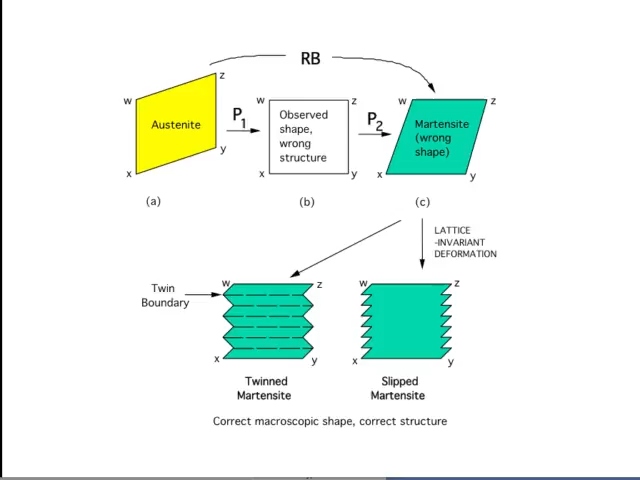 RB
z
w
Austenite
y
x
(a)
P1
w
z
Observed
shape,
wrong
structure
x
y
(b)
P2
w
z
Martensite
(wrong
shape)
x
y
(c)
LATTICE
-INVARIANT
DEFORMATION
Twin
Boundary
w
z
x
y
Twinned
Martensite
w
z
x
y
Slipped
Martensite
Correct macroscopic shape, correct structure